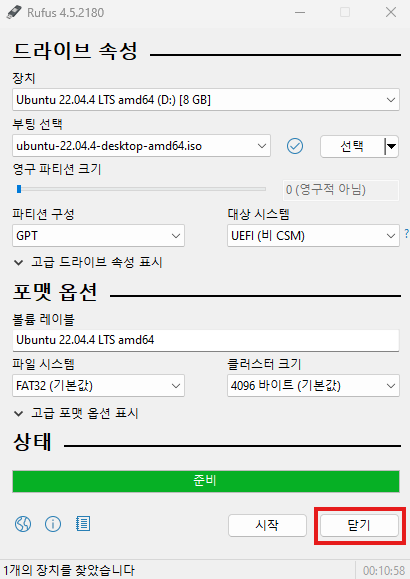 Rufus 4.5.2180
드라이브 속성
장치
Ubuntu 22.04.4 LTS amd64 (D:) [8 GB]
부팅 선택
ubuntu-22.04.4-desktop-amd64.iso
선택
영구 파티션 크기
0 (영구적 아님)
파티션 구성 대상 시스템
GPT UEFI (비 CSM) ?
고급 드라이브 속성 표시
포맷 옵션
볼륨 레이블
Ubuntu 22.04.4 LTS amd64
파일 시스템 클러스터 크기
FAT32 (기본값) 4096 바이트 (기본값)
고급 포맷 옵션 표시
상태
준비
시작 닫기
1개의 장치를 찾았습니다 00:10:58